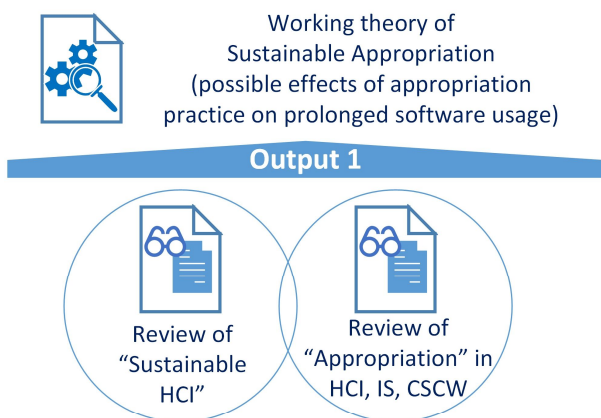 Working theory of
Sustainable Appropriation
(possible effects of appropriation
practice on prolonged software usage)
Output 1
Review of
“Sustainable
HCI”
Review of
“Appropriation” in
HCI, IS, CSCW